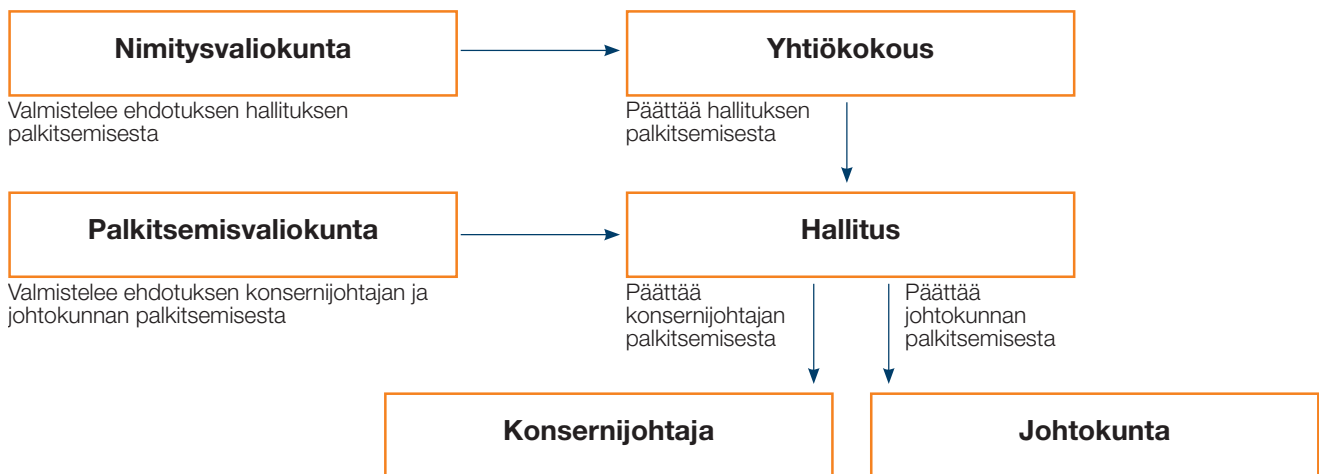 Nimitysvaliokunta
Yhtiökokous
Valmistelee ehdotuksen hallituksen
palkitsemisesta
Päättää hallituksen
palkitsemisesta
Palkitsemisvaliokunta
Hallitus
Valmistelee ehdotuksen konsernijohtajan ja
johtokunnan palkitsemisesta
Päättää
konsernijohtajan
palkitsemisesta
Päättää
johtokunnan
palkitsemisesta
Konsernijohtaja
Johtokunta